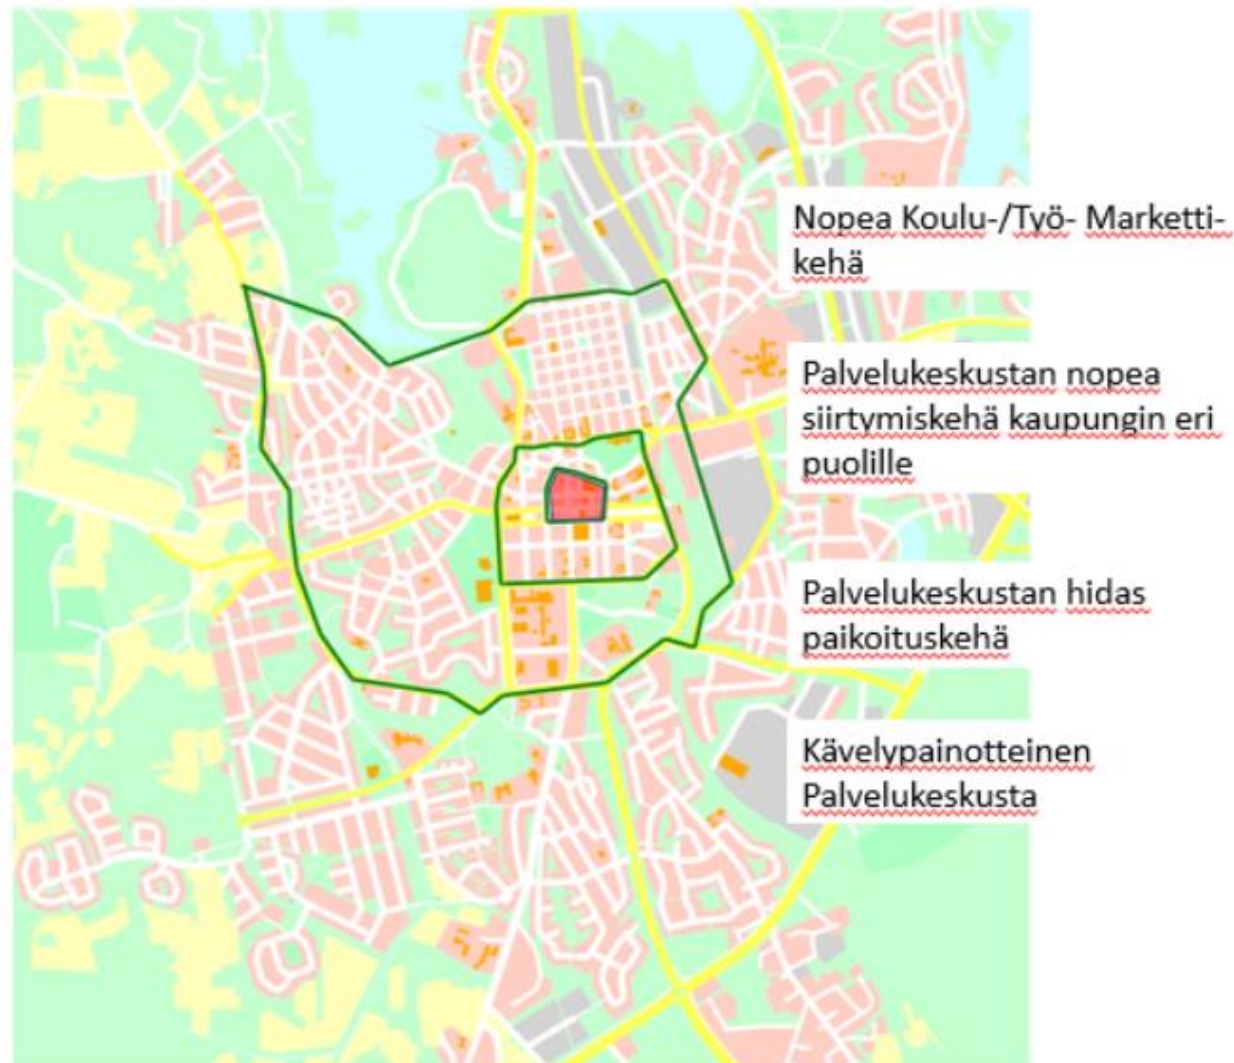 Nopea Koulu-/Työ- Marketti-
kehä
Palvelukeskustan nopea
siirtymiskehä kaupungin eri
puolille
Palvelukeskustan hidas
paikoituskehä
Kävelypainotteinen
Palvelukeskusta